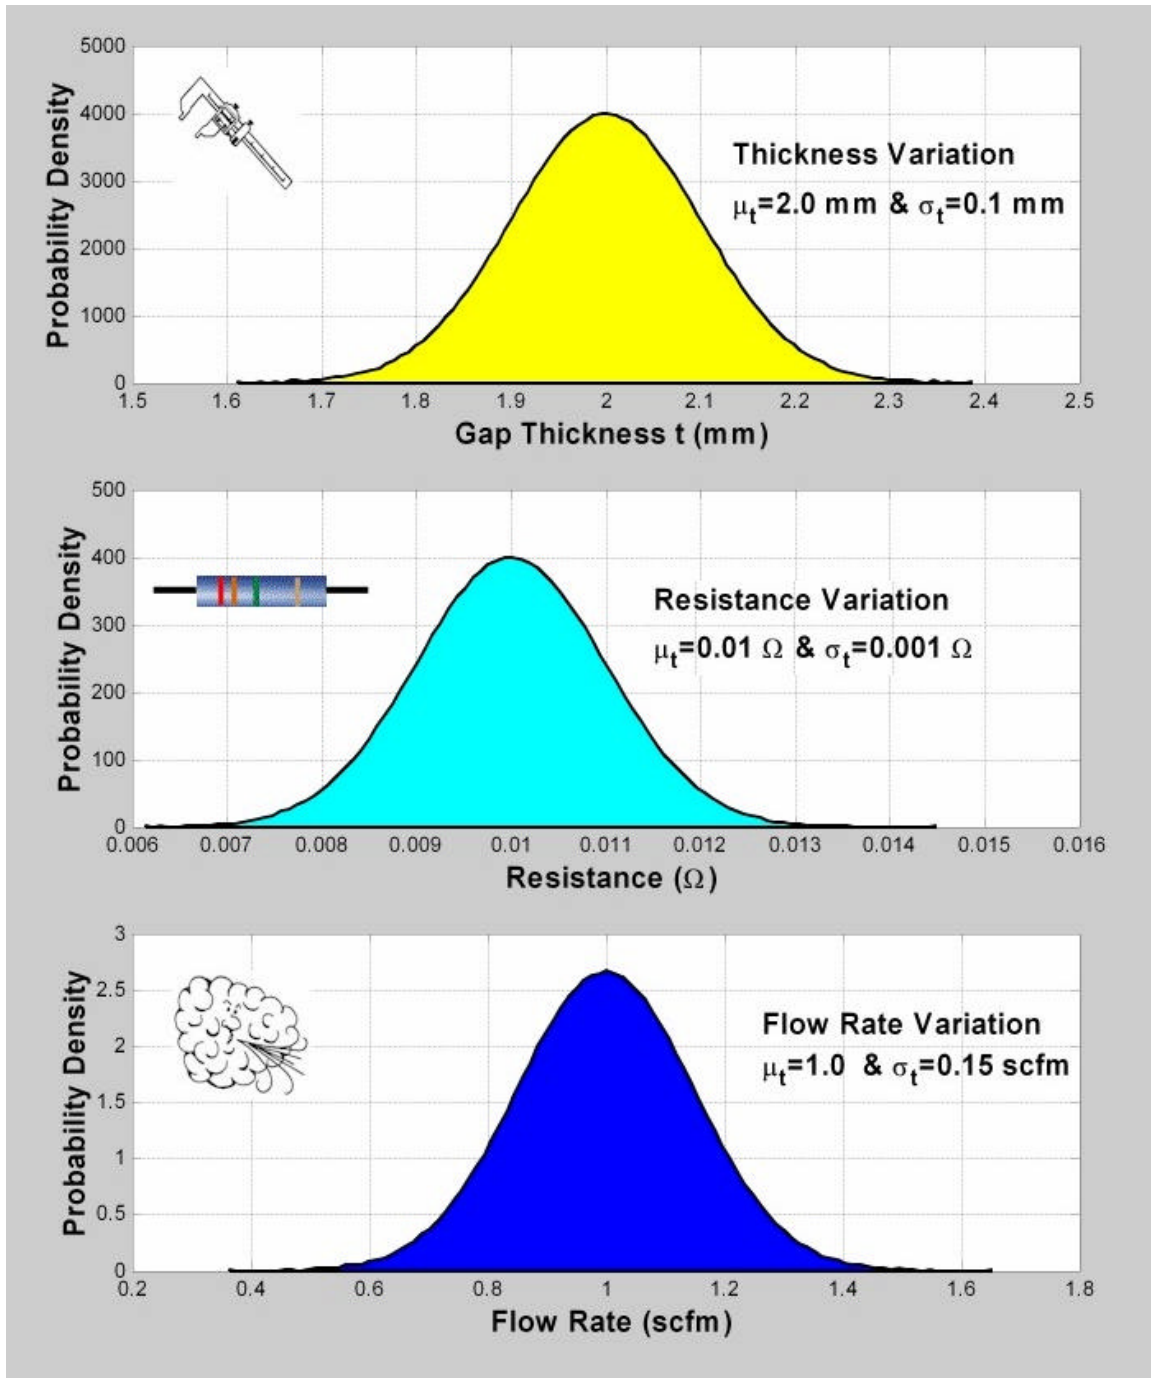 5000
4000
3000
2000
1000
0
Probability Density
Thickness Variation
μt=2.0 mm & σt=0.1 mm
1.5 1.6 1.7 1.8 1.9 2 2.1 2.2 2.3 2.4 2.5
Gap Thickness t (mm)
500
400
300
200
100
0
Probability Density
Resistance Variation
μt=0.01 Ω & σt=0.001 Ω
0.006 0.007 0.008 0.009 0.01 0.011 0.012 0.013 0.014 0.015 0.016
Resistance (Ω)
3
2.5
2
1.5
1
0.5
0
Probability Density
Flow Rate Variation
μt=1.0 & σt=0.15 scfm
0.2 0.4 0.6 0.8 1 1.2 1.4 1.6 1.8
Flow Rate (scfm)